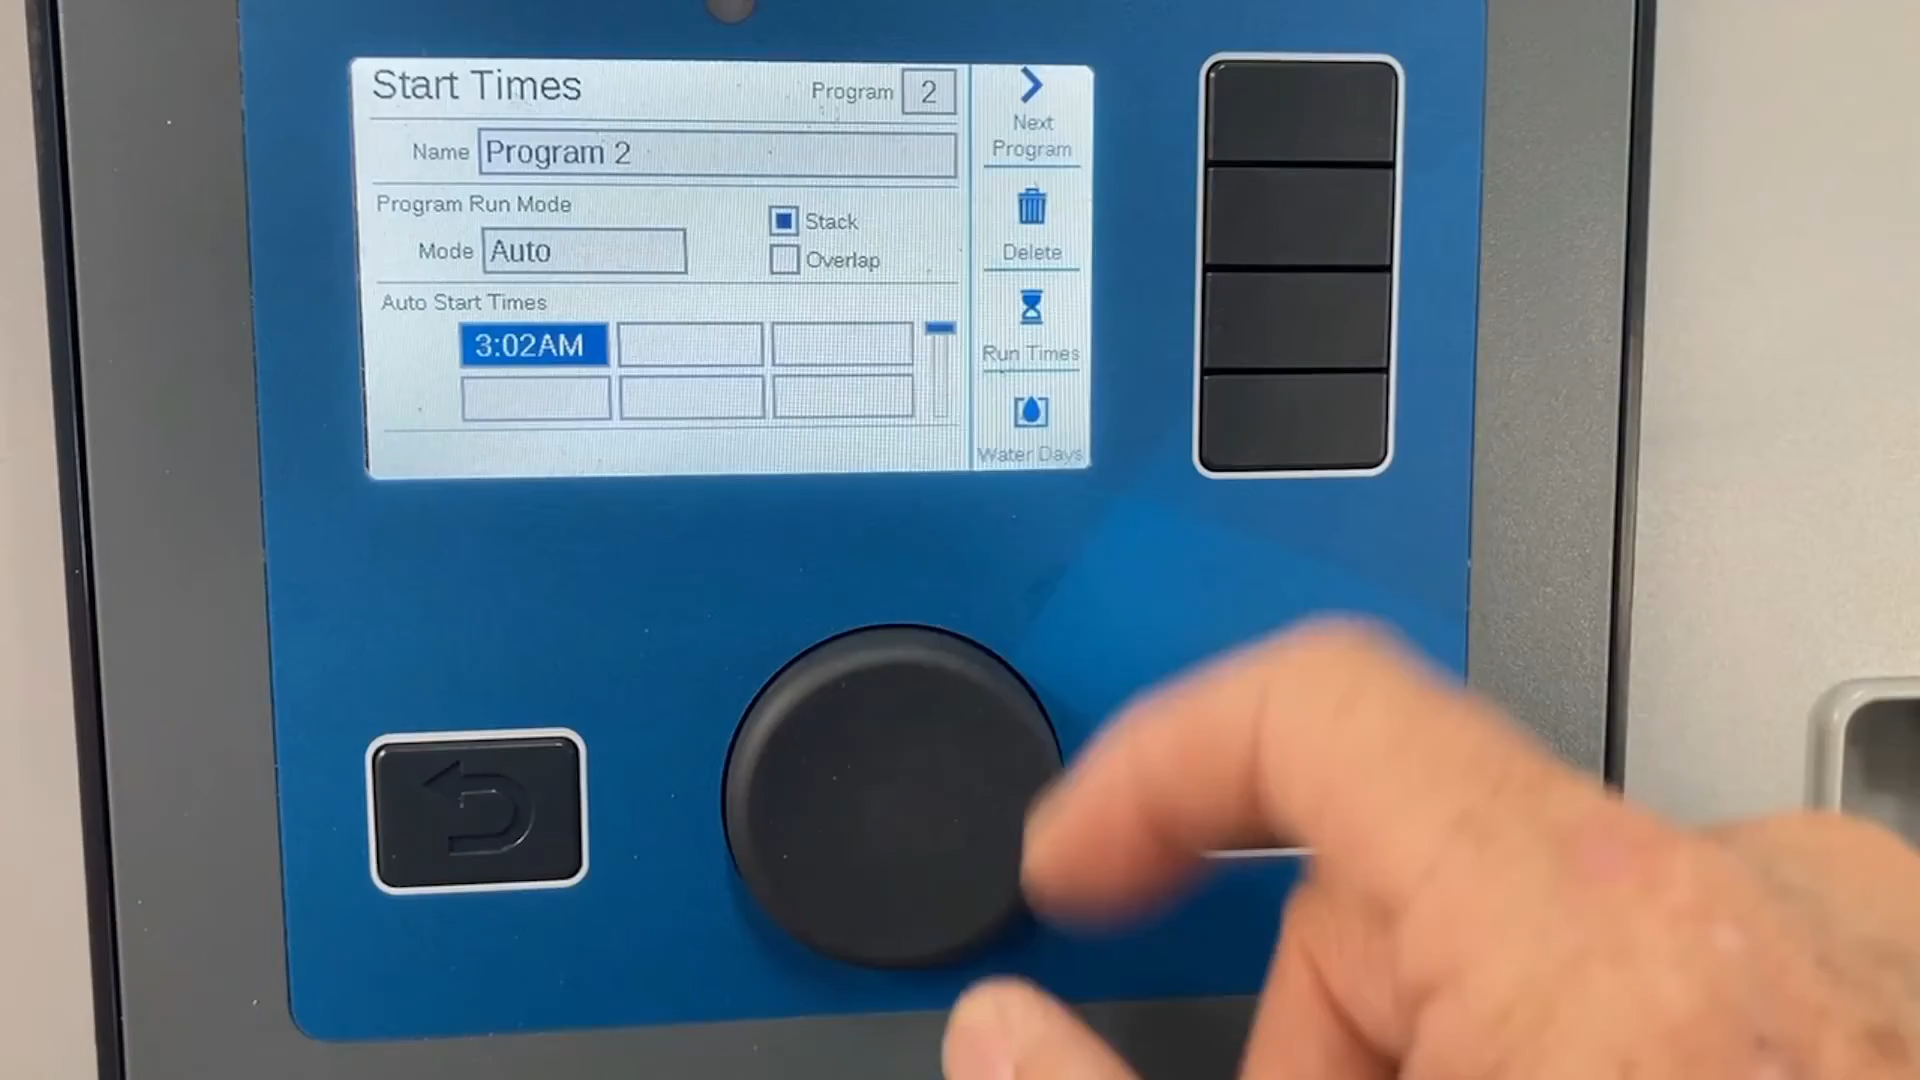 Start Times
Program 2
Name Program 2
Program Run Mode
Mode Auto
Stack
Overlap
Auto Start Times
3:02AM
Next
Program
Delete
Run Times
Water Days